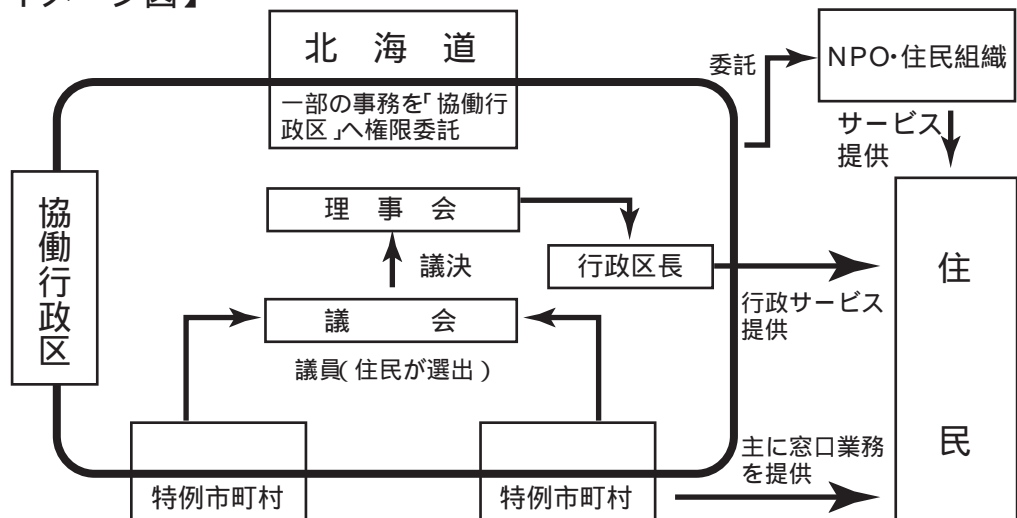 イメージ図】
北海道
一部の事務を「協働行
政区」へ権限委託
委託
NPO・住民組織
サービス
提供
協働行政区
理事会
議決
行政区長
議会
議員(住民が選出)
行政サービス
提供
住民
主に窓口業務
を提供
特例市町村
特例市町村